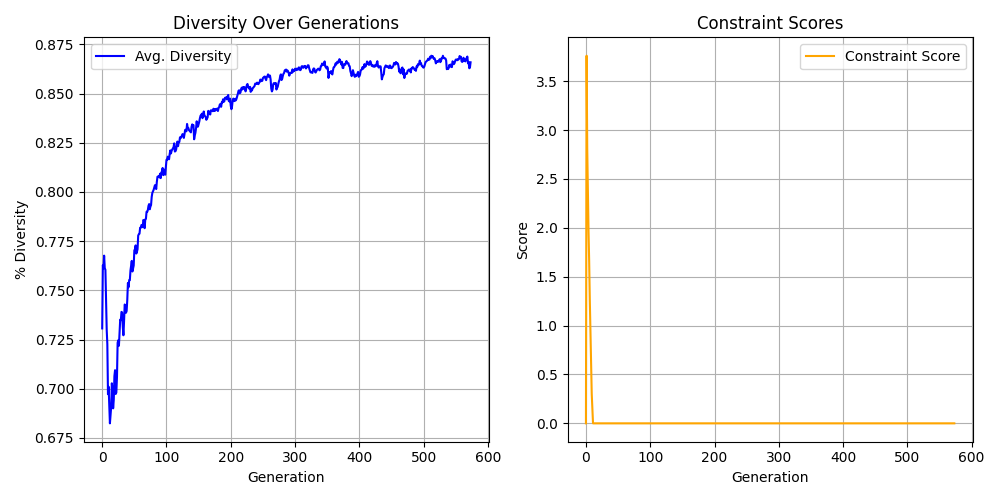 Diversity Over Generations
Avg. Diversity
% Diversity
0.875
0.850
0.825
0.800
0.775
0.750
0.725
0.700
0.675
0 100 200 300 400 500 600
Generation
Constraint Scores
Constraint Score
Score
3.5
3.0
2.5
2.0
1.5
1.0
0.5
0.0
0 100 200 300 400 500 600
Generation